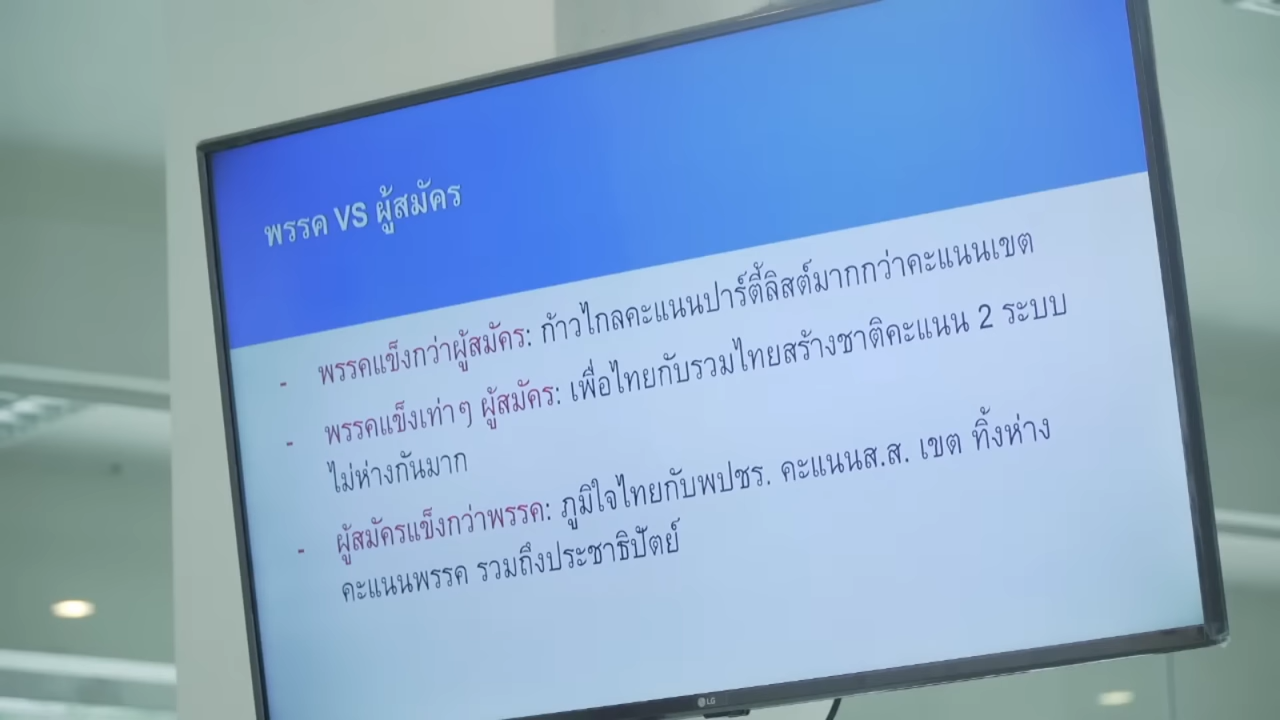 พรรค VS ผู้สมัคร
- พรรคแข็งกว่าผู้สมัคร: ก้าวไกลคะแนนปาร์ตี้ลิสต์มากกว่าคะแนนเขต
- พรรคแข็งเท่าๆ ผู้สมัคร: เพื่อไทยกับรวมไทยสร้างชาติคะแนน 2 ระบบ
ไม่ห่างกันมาก
- ผู้สมัครแข็งกว่าพรรค: ภูมิใจไทยกับพปชร. คะแนนส.ส. เขต ทิ้งห่าง
คะแนนพรรค รวมถึงประชาธิปัตย์
LG